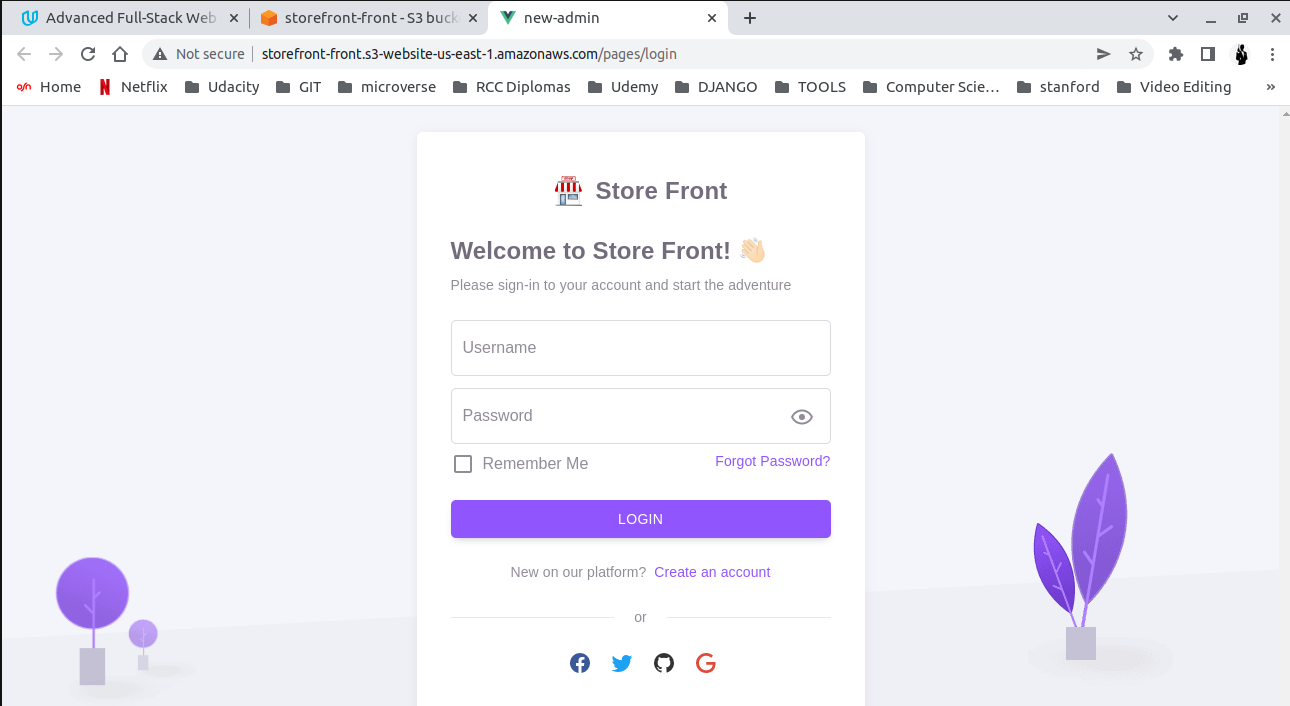 Advanced Full-Stack Web
storefront-front - S3 buck
new-admin
Not secure
storefront-front.s3-website-us-east-1.amazonaws.com/pages/login
Home
Netflix
Udacity
GIT
microverse
RCC Diplomas
Udemy
DJANGO
TOOLS
Computer Scie...
stanford
Video Editing
»
Store Front
Welcome to Store Front! 👋🏻
Please sign-in to your account and start the adventure
Username
Password
Remember Me
Forgot Password?
LOGIN
New on our platform? Create an account
or